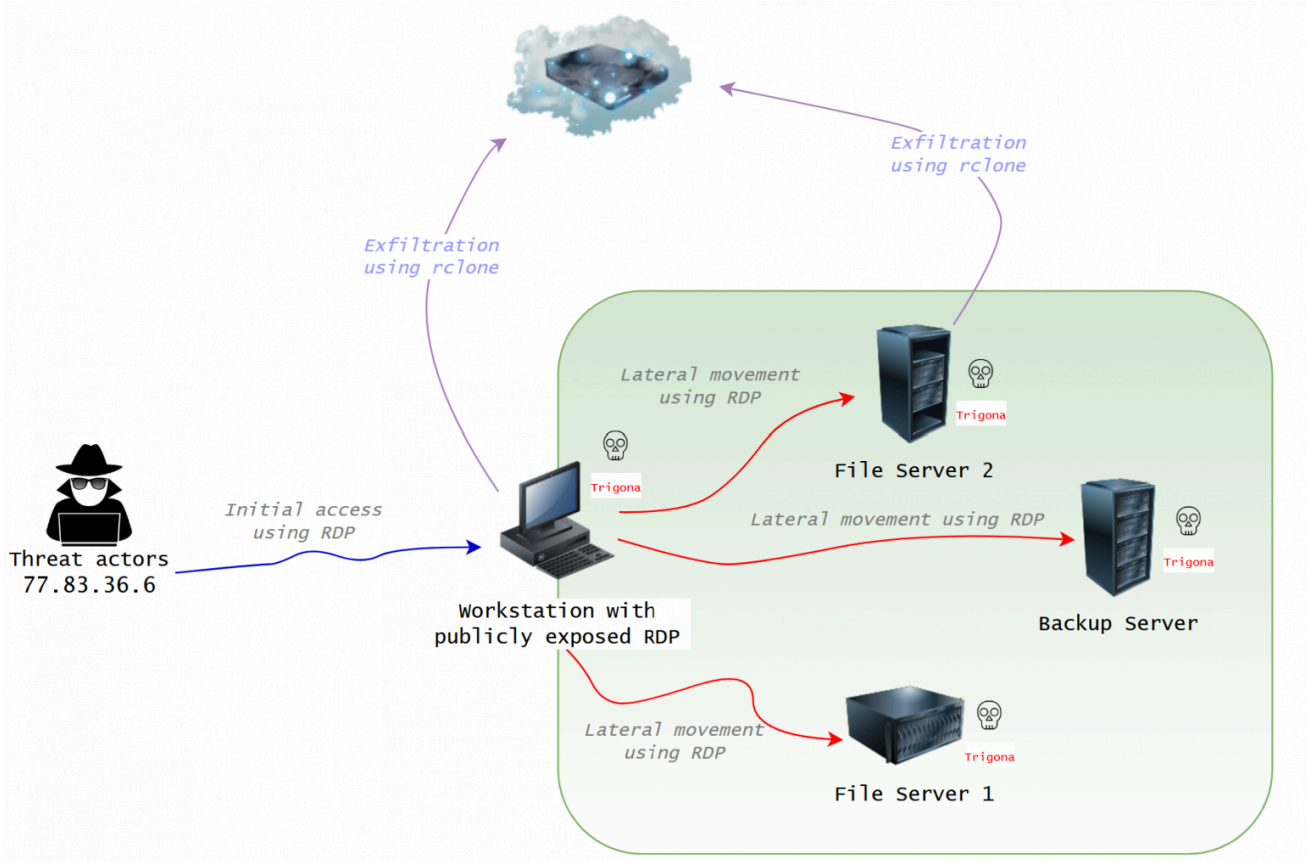 Exfiltration
using rclone
Exfiltration
using rclone
Lateral movement
using RDP
Trigona
File Server 2
Trigona
Initial access
using RDP
Threat actors
77.83.36.6
Lateral movement using RDP
Trigona
Backup Server
Workstation with
publicly exposed RDP
Lateral movement
using RDP
Trigona
File Server 1